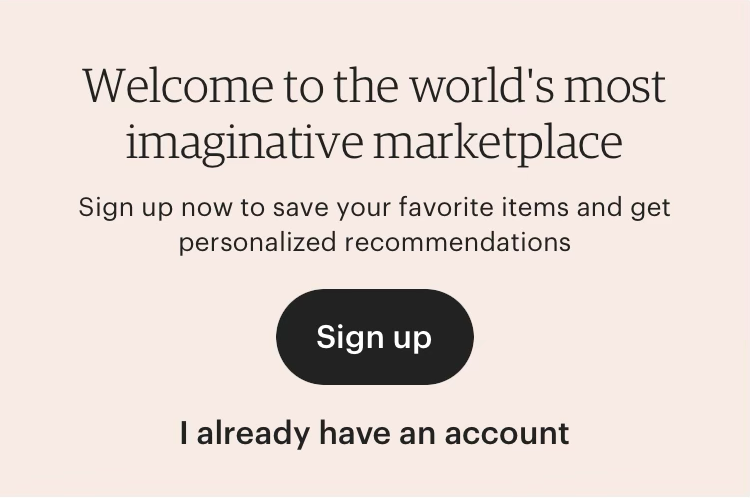 Welcome to the world's most
imaginative marketplace
Sign up now to save your favorite items and get
personalized recommendations
Sign up
I already have an account